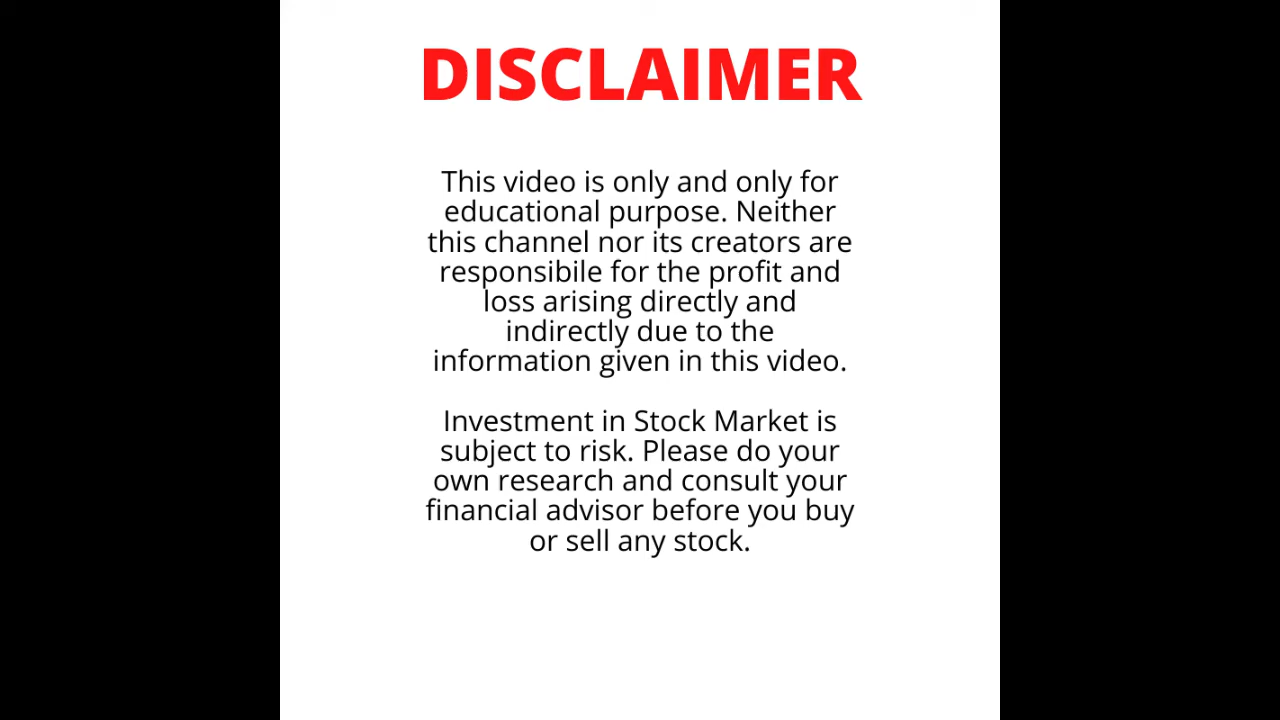 DISCLAIMER
This video is only and only for
educational purpose. Neither
this channel nor its creators are
responsibile for the profit and
loss arising directly and
indirectly due to the
information given in this video.
Investment in Stock Market is
subject to risk. Please do your
own research and consult your
financial advisor before you buy
or sell any stock.